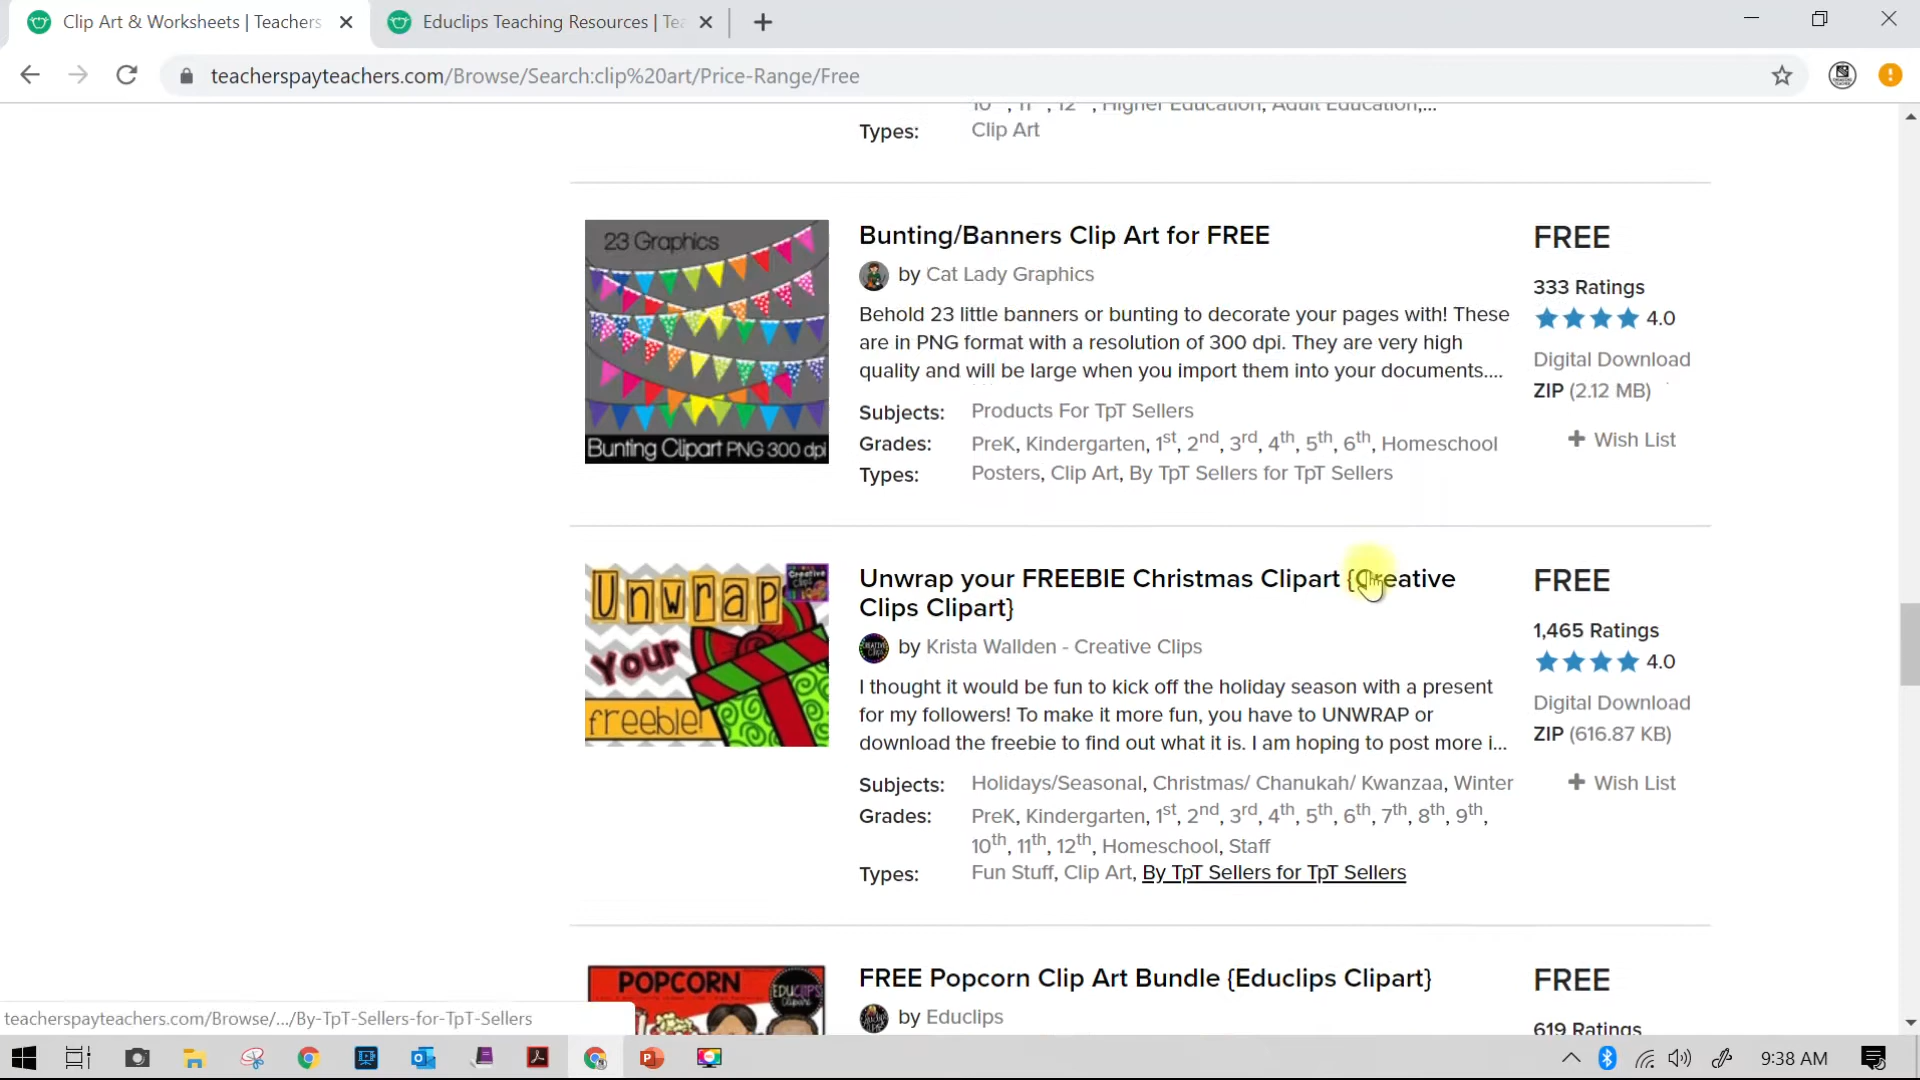 Clip Art & Worksheets | Teachers
Educlips Teaching Resources | Tea
teacherspayteachers.com/Browse/Search:clip%20art/Price-Range/Free
10th, 11th, 12th, Higher Education, Adult Education,...
Types: Clip Art
23 Graphics
Bunting Clipart PNG 300 dpi
Bunting/Banners Clip Art for FREE
by Cat Lady Graphics
Behold 23 little banners or bunting to decorate your pages with! These
are in PNG format with a resolution of 300 dpi. They are very high
quality and will be large when you import them into your documents....
Subjects: Products For TpT Sellers
Grades: PreK, Kindergarten, 1st, 2nd, 3rd, 4th, 5th, 6th, Homeschool
Types: Posters, Clip Art, By TpT Sellers for TpT Sellers
FREE
333 Ratings
4.0
Digital Download
ZIP (2.12 MB)
+ Wish List
Unwrap
Your
freebie!
Creative
Clips
Unwrap your FREEBIE Christmas Clipart {Creative
Clips Clipart}
by Krista Wallden - Creative Clips
I thought it would be fun to kick off the holiday season with a present
for my followers! To make it more fun, you have to UNWRAP or
download the freebie to find out what it is. I am hoping to post more i...
Subjects: Holidays/Seasonal, Christmas/ Chanukah/ Kwanzaa, Winter
Grades: PreK, Kindergarten, 1st, 2nd, 3rd, 4th, 5th, 6th, 7th, 8th, 9th,
10th, 11th, 12th, Homeschool, Staff
Types: Fun Stuff, Clip Art, By TpT Sellers for TpT Sellers
FREE
1,465 Ratings
4.0
Digital Download
ZIP (616.87 KB)
+ Wish List
POPCORN
EDUCLIPS
FREE Popcorn Clip Art Bundle {Educlips Clipart}
by Educlips
FREE
619 Ratings
teacherspayteachers.com/Browse/.../By-TpT-Sellers-for-TpT-Sellers
9:38 AM